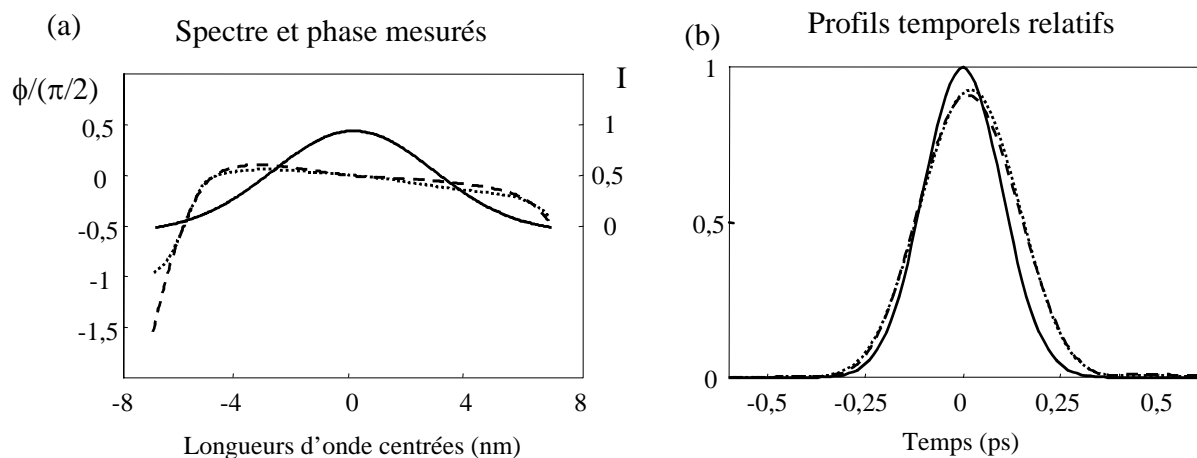 (a)
Spectre et phase mesurés
ϕ/(π/2)
I
0,5
0
-0,5
-1
-1,5
1
0,5
0
-8
-4
0
4
8
Longueurs d’onde centrées (nm)
(b)
Profils temporels relatifs
1
0,5
0
-0,5
-0,25
0
0,25
0,5
Temps (ps)